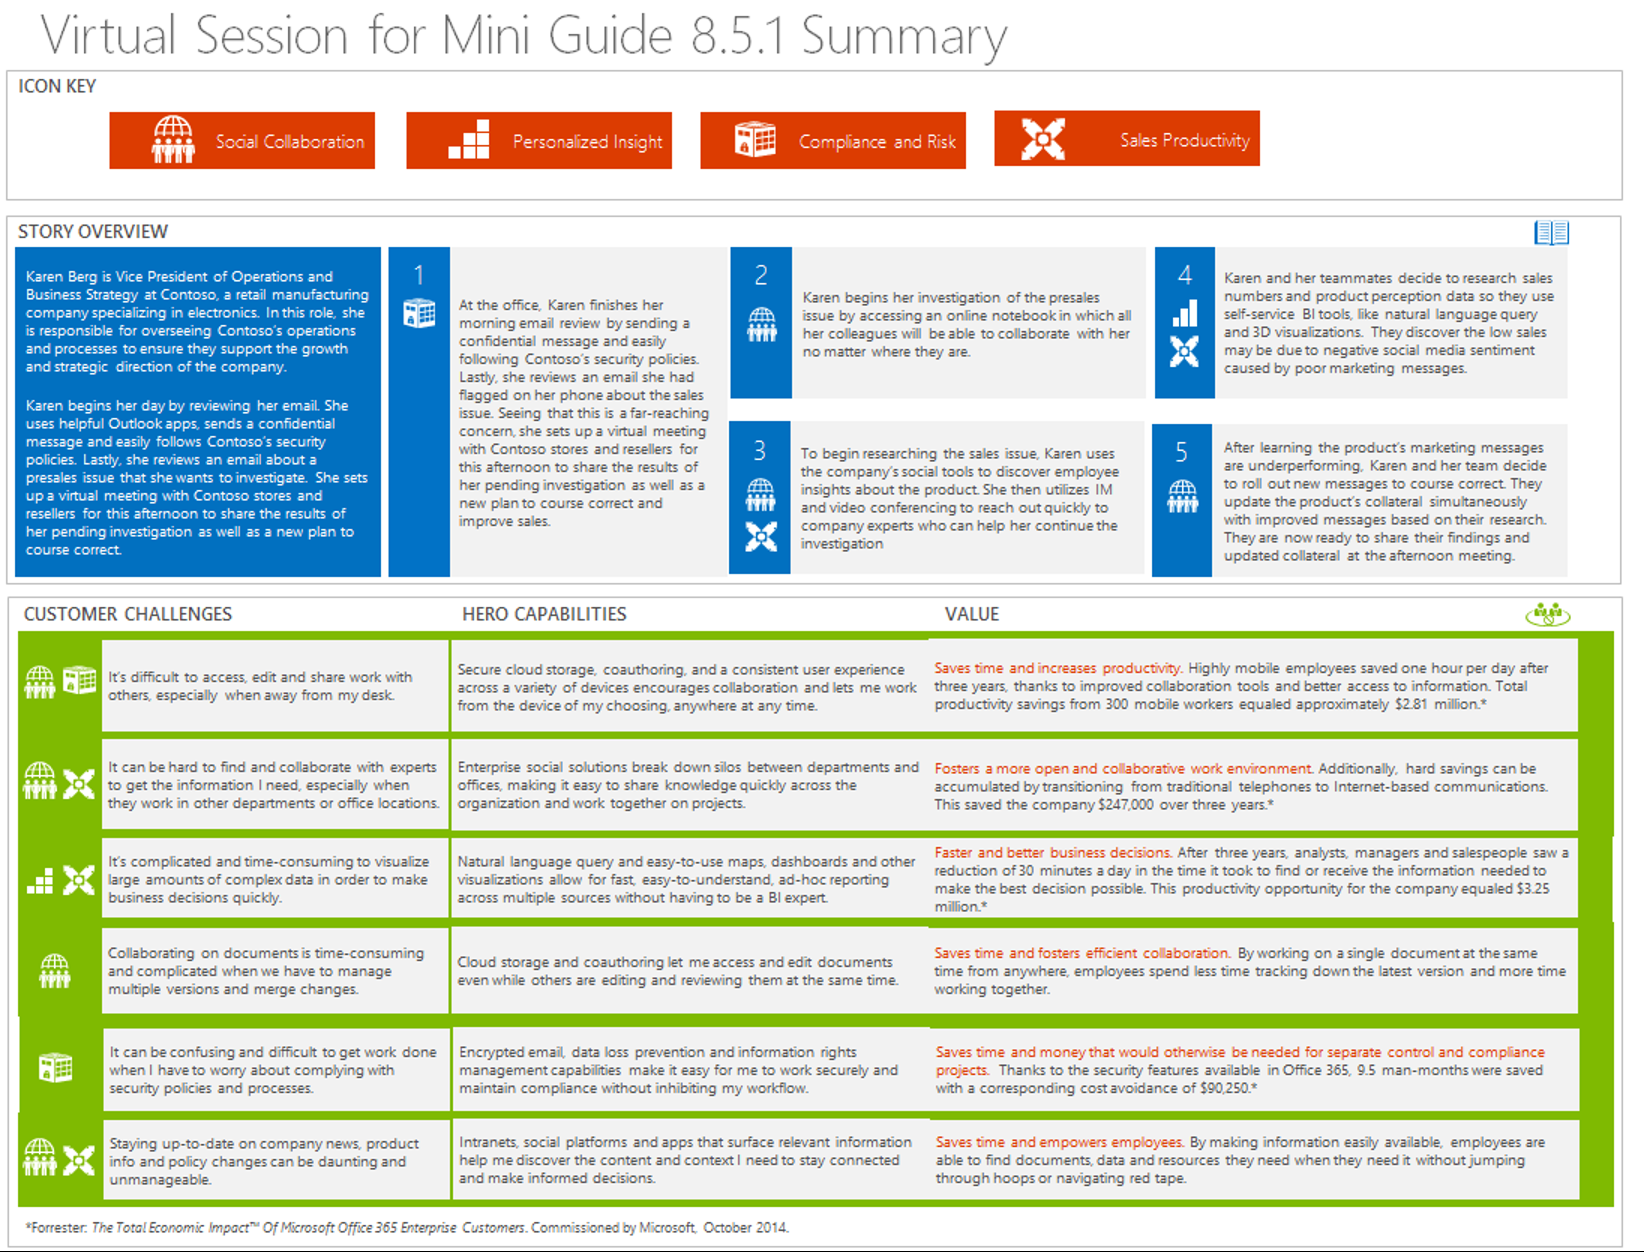 Virtual Session for Mini Guide 8.5.1 Summary
ICON KEY
Social Collaboration
Personalized Insight
Compliance and Risk
Sales Productivity
STORY OVERVIEW
Karen Berg is Vice President of Operations and
Business Strategy at Contoso, a retail manufacturing
company specializing in electronics. In this role, she
is responsible for overseeing Contoso's operations
and processes to ensure they support the growth
and strategic direction of the company.
Karen begins her day by reviewing her email. She
uses helpful Outlook apps, sends a confidential
message and easily follows Contoso's security
policies. Lastly, she reviews an email about a
presales issue that she wants to investigate. She sets
up a virtual meeting with Contoso stores and
resellers for this afternoon to share the results of
her pending investigation as well as a new plan to
course correct.
1
At the office, Karen finishes her
morning email review by sending a
confidential message and easily
following Contoso's security policies.
Lastly, she reviews an email she had
flagged on her phone about the sales
issue. Seeing that this is a far-reaching
concern, she sets up a virtual meeting
with Contoso stores and resellers for
this afternoon to share the results of
her pending investigation as well as a
new plan to course correct and
improve sales.
2
Karen begins her investigation of the presales
issue by accessing an online notebook in which all
her colleagues will be able to collaborate with her
no matter where they are.
3
To begin researching the sales issue, Karen uses
the company's social tools to discover employee
insights about the product. She then utilizes IM
and video conferencing to reach out quickly to
company experts who can help her continue the
investigation
4
Karen and her teammates decide to research sales
numbers and product perception data so they use
self-service BI tools, like natural language query
and 3D visualizations. They discover the low sales
may be due to negative social media sentiment
caused by poor marketing messages.
5
After learning the product's marketing messages
are underperforming, Karen and her team decide
to roll out new messages to course correct. They
update the product's collateral simultaneously
with improved messages based on their research.
They are now ready to share their findings and
updated collateral at the afternoon meeting.
CUSTOMER CHALLENGES
HERO CAPABILITIES
VALUE
It's difficult to access, edit and share work with
others, especially when away from my desk.
Secure cloud storage, coauthoring, and a consistent user experience
across a variety of devices encourages collaboration and lets me work
from the device of my choosing, anywhere at any time.
Saves time and increases productivity. Highly mobile employees saved one hour per day after
three years, thanks to improved collaboration tools and better access to information. Total
productivity savings from 300 mobile workers equaled approximately $2.81 million.*
It can be hard to find and collaborate with experts
to get the information I need, especially when
they work in other departments or office locations.
Enterprise social solutions break down silos between departments and
offices, making it easy to share knowledge quickly across the
organization and work together on projects.
Fosters a more open and collaborative work environment. Additionally, hard savings can be
accumulated by transitioning from traditional telephones to Internet-based communications.
This saved the company $247,000 over three years.*
It's complicated and time-consuming to visualize
large amounts of complex data in order to make
business decisions quickly.
Natural language query and easy-to-use maps, dashboards and other
visualizations allow for fast, easy-to-understand, ad-hoc reporting
across multiple sources without having to be a BI expert.
Faster and better business decisions. After three years, analysts, managers and salespeople saw a
reduction of 30 minutes a day in the time it took to find or receive the information needed to
make the best decision possible. This productivity opportunity for the company equaled $3.25
million.*
Collaborating on documents is time-consuming
and complicated when we have to manage
multiple versions and merge changes.
Cloud storage and coauthoring let me access and edit documents
even while others are editing and reviewing them at the same time.
Saves time and fosters efficient collaboration. By working on a single document at the same
time from anywhere, employees spend less time tracking down the latest version and more time
working together.
It can be confusing and difficult to get work done
when I have to worry about complying with
security policies and processes.
Encrypted email, data loss prevention and information rights
management capabilities make it easy for me to work securely and
maintain compliance without inhibiting my workflow.
Saves time and money that would otherwise be needed for separate control and compliance
projects. Thanks to the security features available in Office 365, 9.5 man-months were saved
with a corresponding cost avoidance of $90,250.*
Staying up-to-date on company news, product
info and policy changes can be daunting and
unmanageable.
Intranets, social platforms and apps that surface relevant information
help me discover the content and context I need to stay connected
and make informed decisions.
Saves time and empowers employees. By making information easily available, employees are
able to find documents, data and resources they need when they need it without jumping
through hoops or navigating red tape.
*Forrester: The Total Economic Impact™ Of Microsoft Office 365 Enterprise Customers. Commissioned by Microsoft, October 2014.